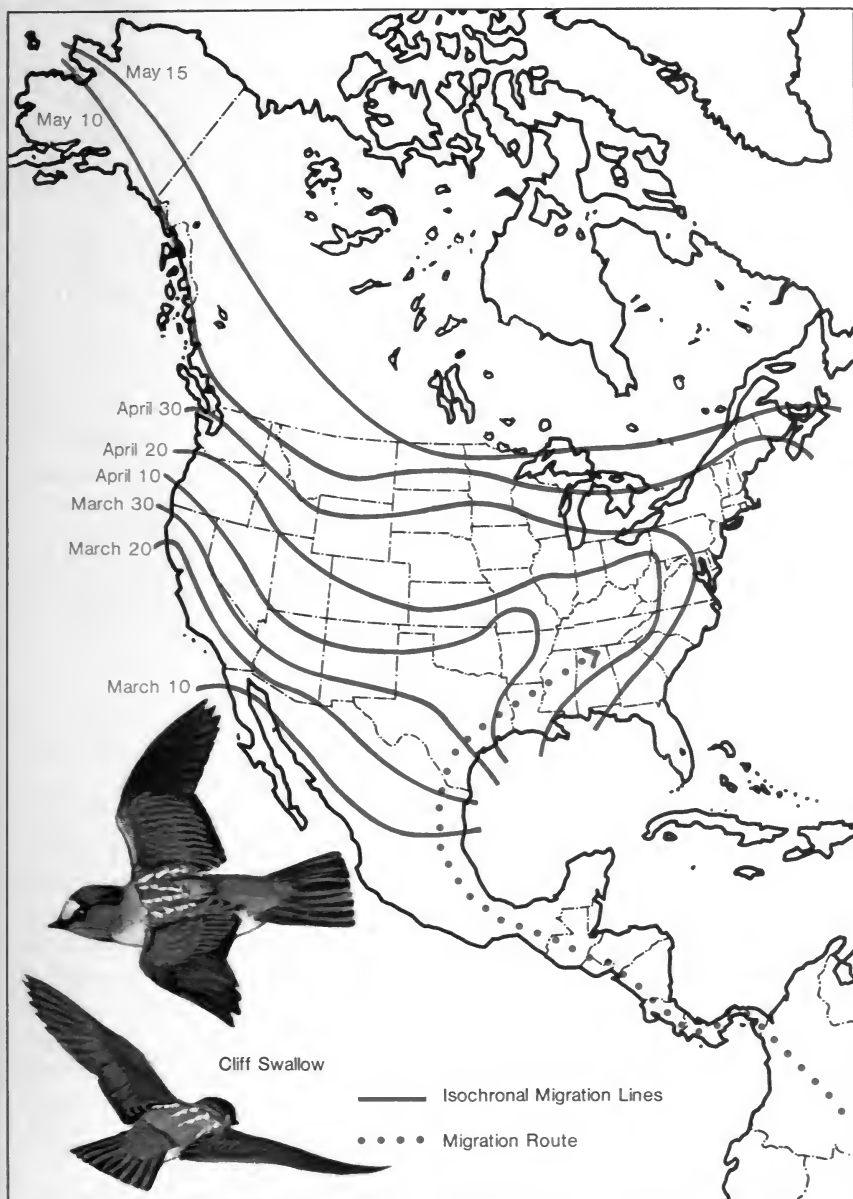 May 15
May 10
April 30
April 20
April 10
March 30
March 20
March 10
Cliff Swallow
Isochronal Migration Lines
Migration Route